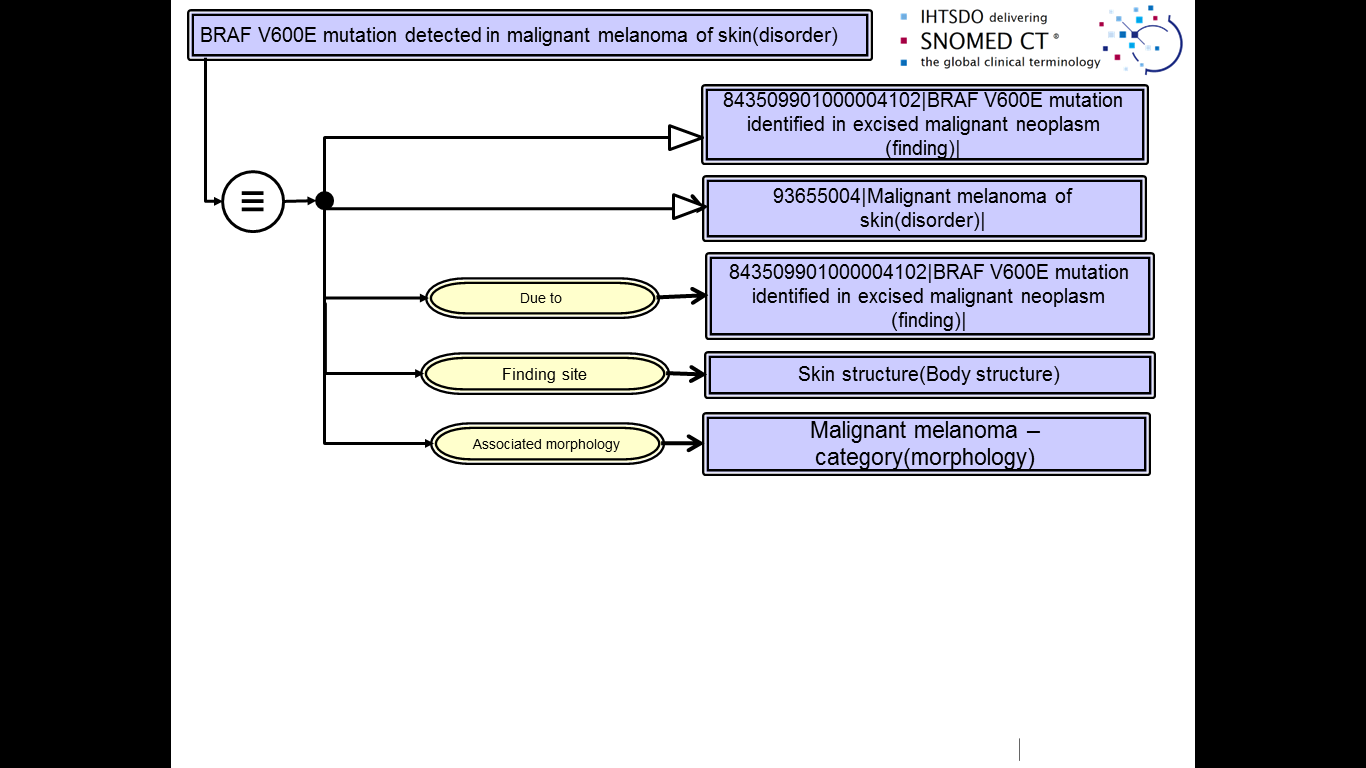 BRAF V600E mutation detected in malignant melanoma of skin(disorder)
IHTSDO delivering
SNOMED CT ®
the global clinical terminology
843509901000004102|BRAF V600E mutation
identified in excised malignant neoplasm
(finding)|
≡
93655004|Malignant melanoma of
skin(disorder)|
Due to
843509901000004102|BRAF V600E mutation
identified in excised malignant neoplasm
(finding)|
Finding site
Skin structure(Body structure)
Associated morphology
Malignant melanoma –
category(morphology)